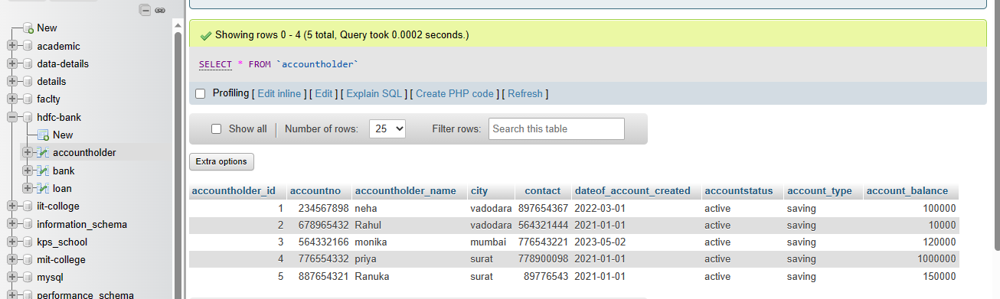 New
academic
data-details
details
faclty
hdfc-bank
New
accountholder
bank
loan
iit-colloge
information_schema
kps_school
mit-college
mysql
performance_schema
Showing rows 0 - 4 (5 total, Query took 0.0002 seconds.)
SELECT * FROM `accountholder`
Profiling [ Edit inline ] [ Edit ] [ Explain SQL ] [ Create PHP code ] [ Refresh ]
Show all | Number of rows: 25 Filter rows: Search this table
Extra options
accountholder_id accountno accountholder_name city contact dateof_account_created accountstatus account_type account_balance
1 234567898 neha vadodara 897654367 2022-03-01 active saving 100000
2 678965432 Rahul vadodara 564321444 2021-01-01 active saving 10000
3 564332166 monika mumbai 776543221 2023-05-02 active saving 120000
4 776554332 priya surat 778900098 2021-01-01 active saving 1000000
5 887654321 Ranuka surat 89776543 2021-01-01 active saving 150000